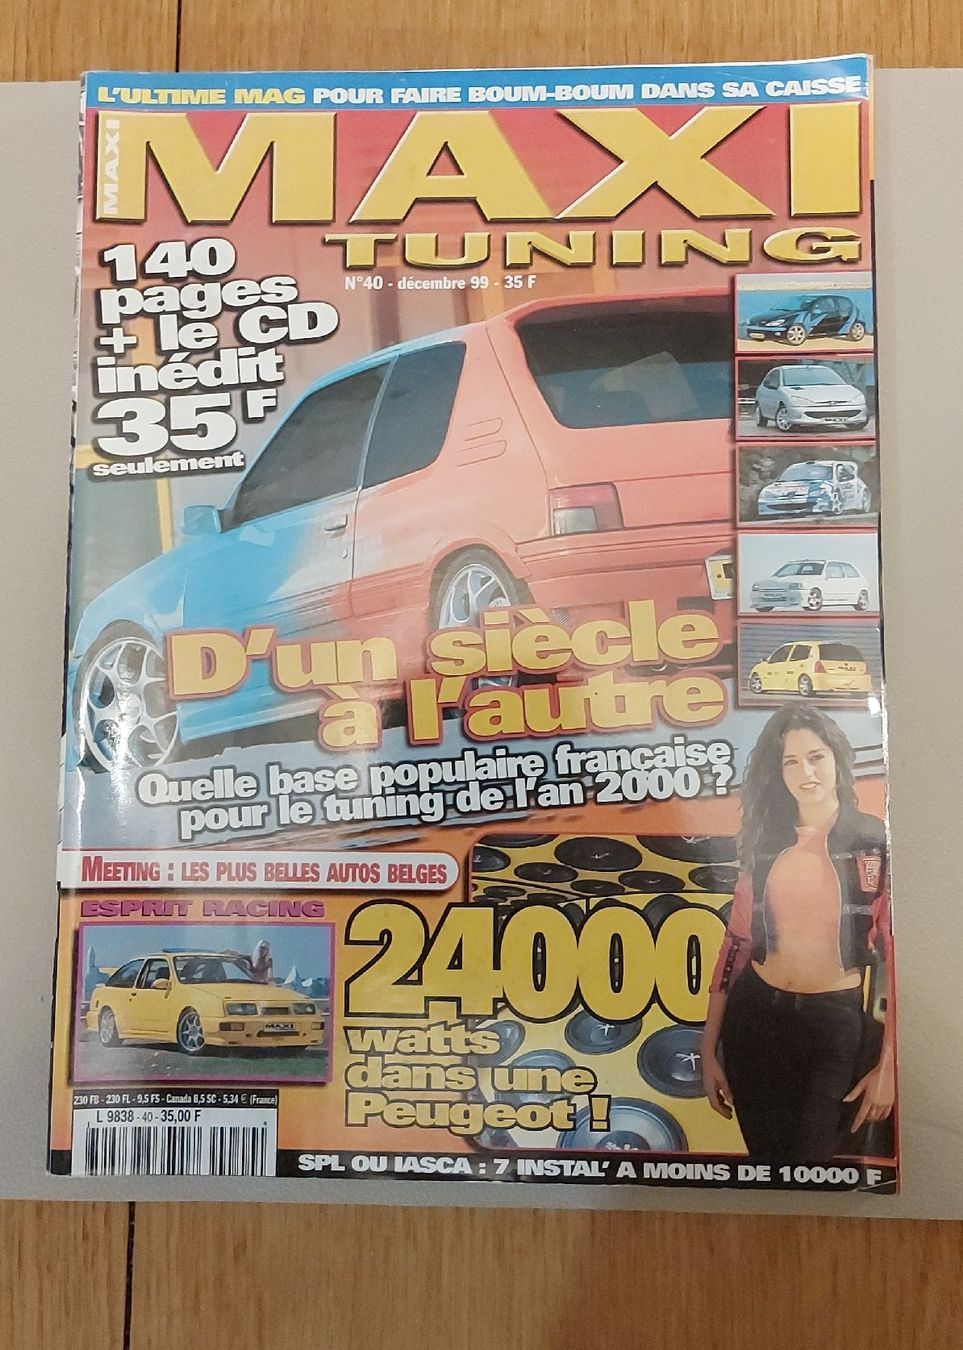 L'ULTIME MAG POUR FAIRE BOUM-BOUM DANS SA CAISSE
MAXI
MAXI
TUNING
N°40 - décembre 99 - 35 F
140
pages
+ le CD
inédit
35 F
seulement
D'un siècle
à l'autre
Quelle base populaire française
pour le tuning de l'an 2000 ?
MEETING : LES PLUS BELLES AUTOS BELGES
ESPRIT RACING
MAXI
24000
watts
dans une
Peugeot !
230 FB - 230 FL - 9,5 FS - Canada 8,5 SC - 5,34 € (France)
L 9838 - 40 - 35,00 F
SPL OU IASCA : 7 INSTAL' A MOINS DE 10000 F